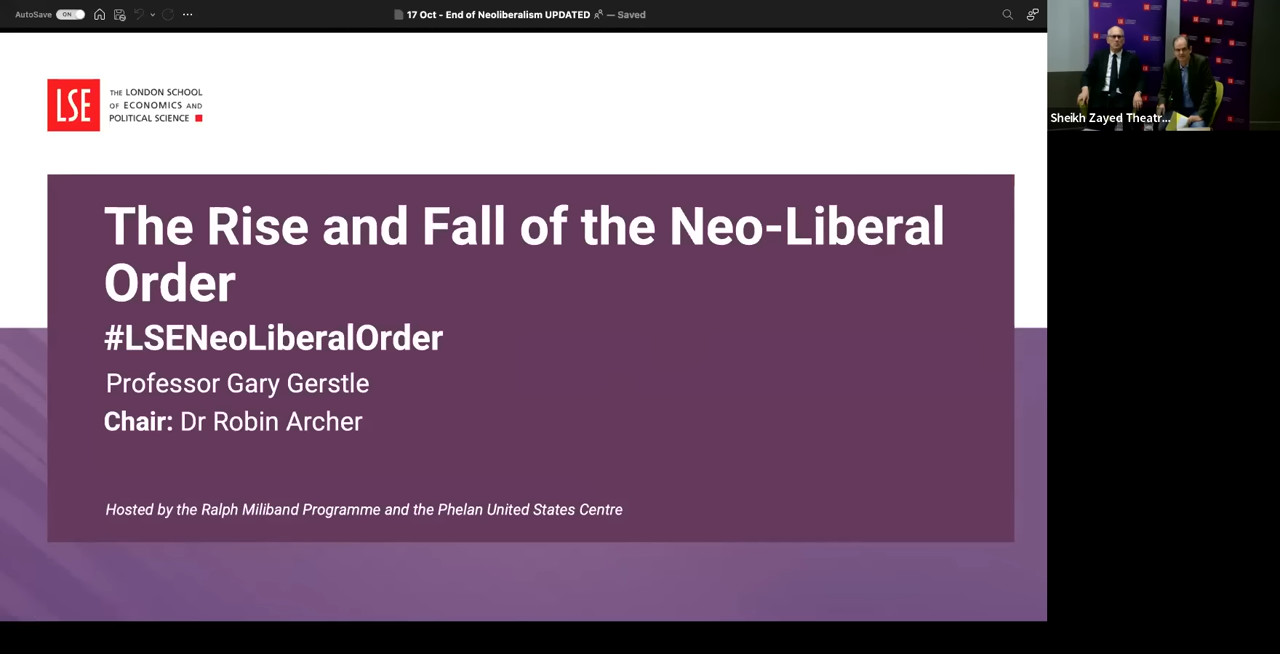 AutoSave ON
17 Oct - End of Neoliberalism UPDATED — Saved
Sheikh Zayed Theatr...
LSE
THE LONDON SCHOOL
OF ECONOMICS AND
POLITICAL SCIENCE
The Rise and Fall of the Neo-Liberal
Order
#LSENeoLiberalOrder
Professor Gary Gerstle
Chair: Dr Robin Archer
Hosted by the Ralph Miliband Programme and the Phelan United States Centre